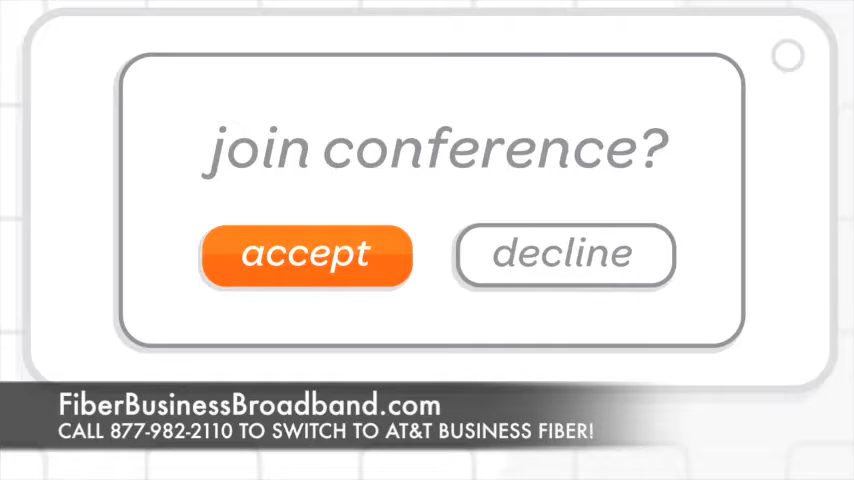 join conference?
accept
decline
FiberBusinessBroadband.com
CALL 877-982-2110 TO SWITCH TO AT&T BUSINESS FIBER!